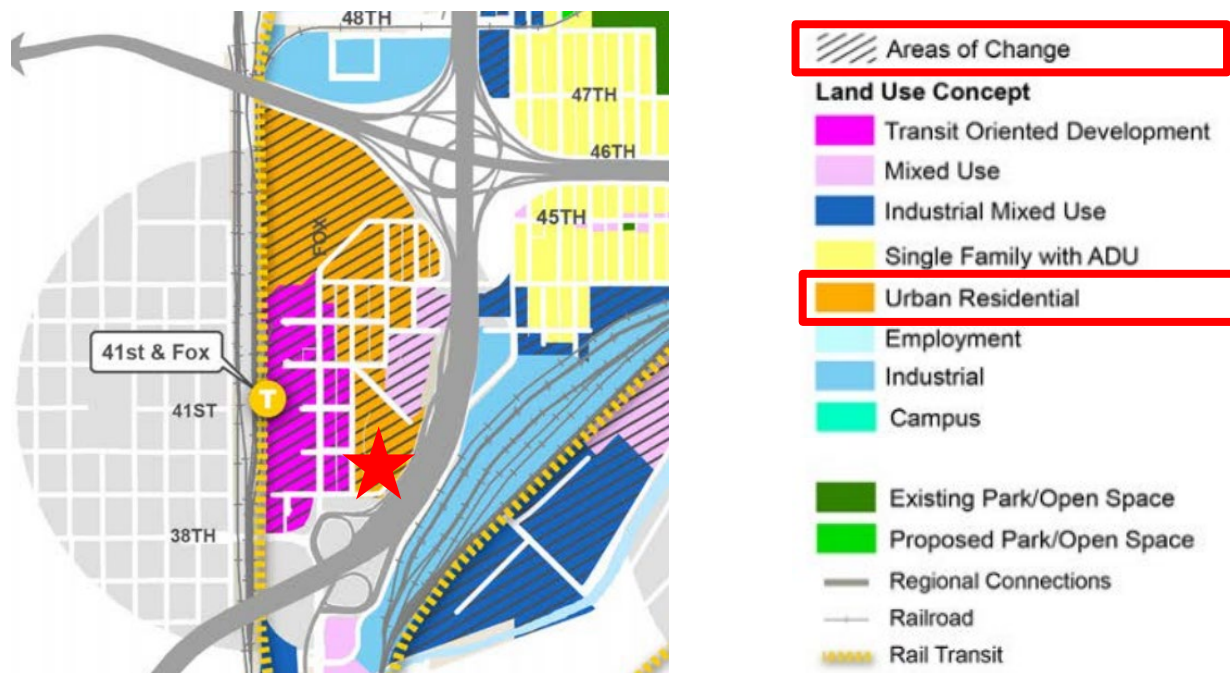 48TH
47TH
46TH
45TH
FOX
41st & Fox
T
41ST
38TH
Areas of Change
Land Use Concept
Transit Oriented Development
Mixed Use
Industrial Mixed Use
Single Family with ADU
Urban Residential
Employment
Industrial
Campus
Existing Park/Open Space
Proposed Park/Open Space
Regional Connections
Railroad
Rail Transit